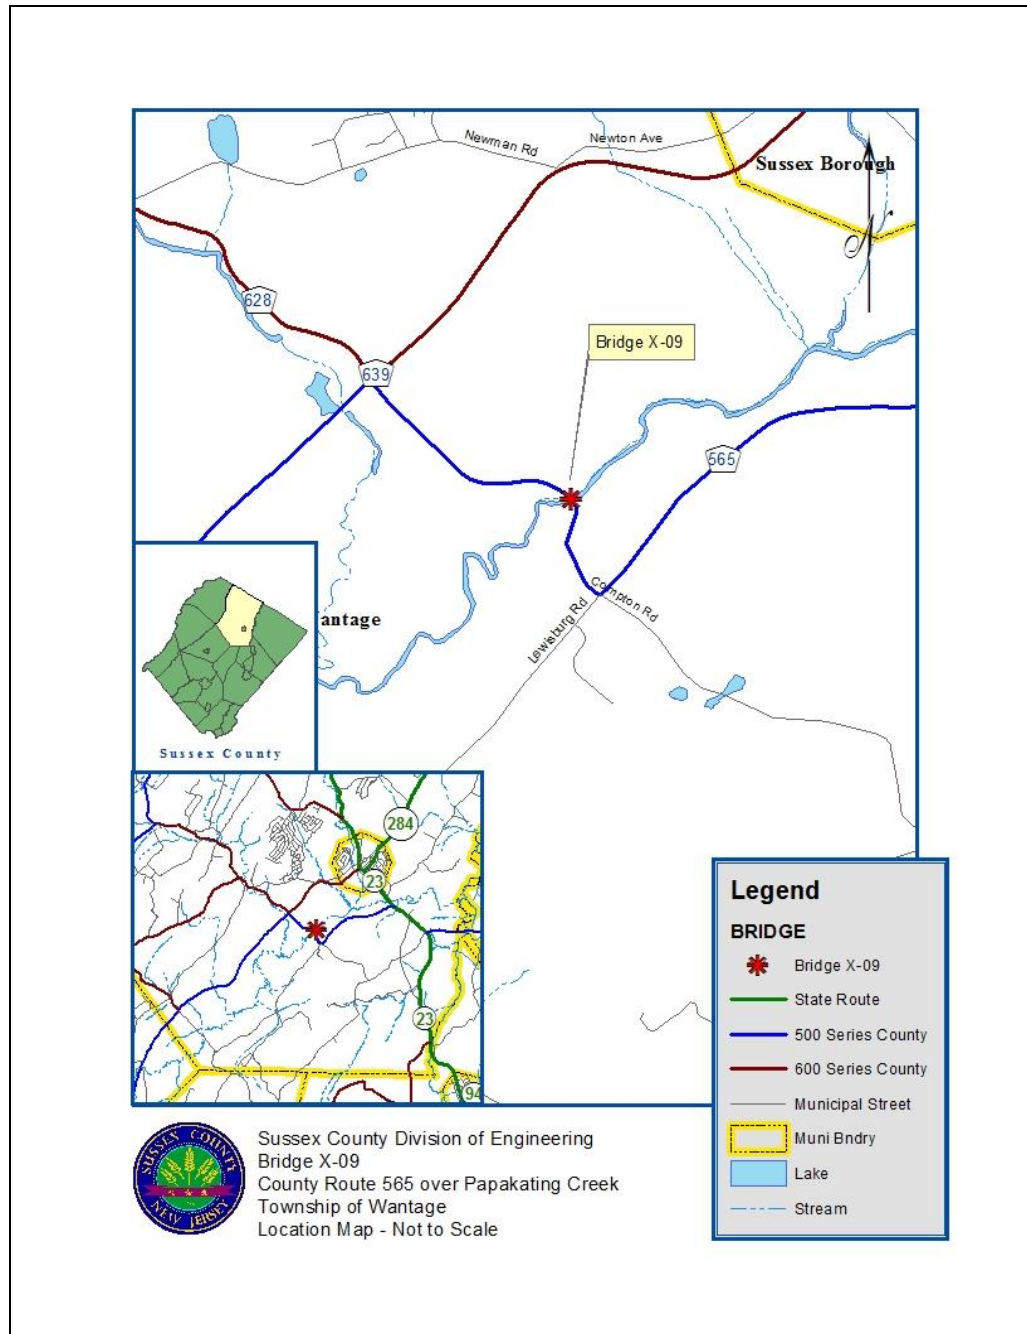 Newman Rd
Newton Ave
Sussex Borough
N
628
639
Bridge X-09
565
Compton Rd
Lewisburg Rd
antage
Sussex County
284
23
23
94
Legend
BRIDGE
Bridge X-09
State Route
500 Series County
600 Series County
Municipal Street
Muni Bndry
Lake
Stream
SUSSEX COUNTY
NEW JERSEY
Sussex County Division of Engineering
Bridge X-09
County Route 565 over Papakating Creek
Township of Wantage
Location Map - Not to Scale